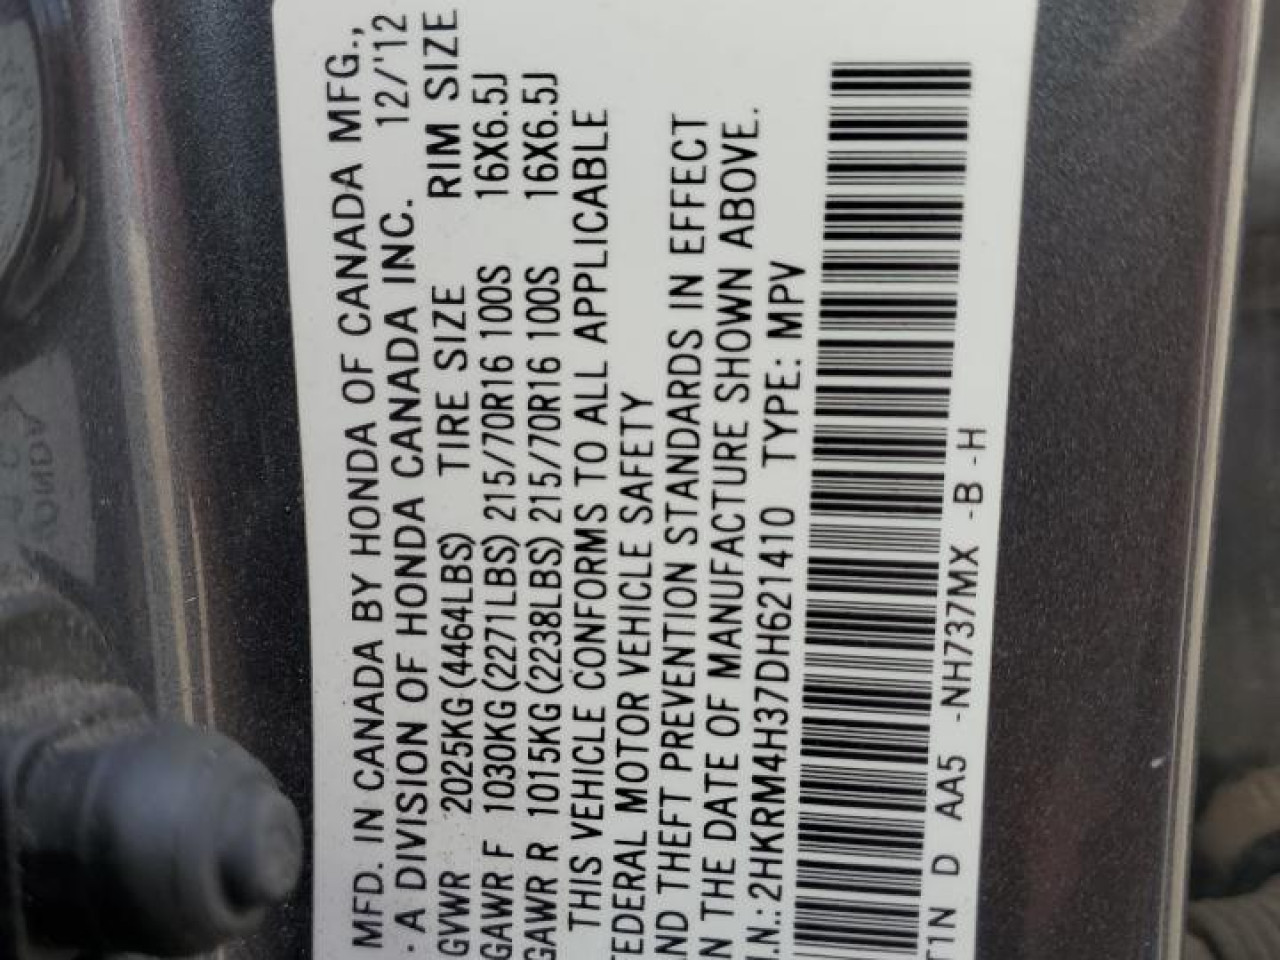 MFD. IN CANADA BY HONDA OF CANADA MFG.,
· A DIVISION OF HONDA CANADA INC. 12/'12
GVWR 2025KG(4464LBS) TIRE SIZE RIM SIZE
GAWR F 1030KG(2271LBS) 215/70R16 100S 16X6.5J
GAWR R 1015KG(2238LBS) 215/70R16 100S 16X6.5J
THIS VEHICLE CONFORMS TO ALL APPLICABLE
FEDERAL MOTOR VEHICLE SAFETY
ND THEFT PREVENTION STANDARDS IN EFFECT
N THE DATE OF MANUFACTURE SHOWN ABOVE.
I.N.: 2HKRM4H37DH621410 TYPE: MPV
T1N D AA5 -NH737MX -B -H